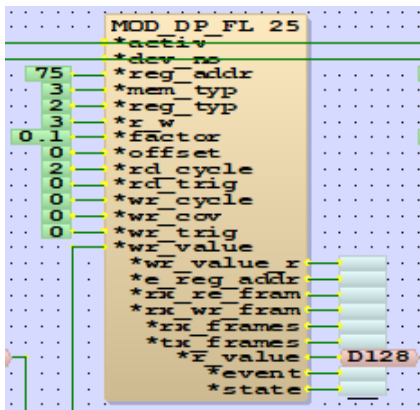 MOD_DP_FL 25
*activ
*dev_no
75 *reg_addr
3 *mem_typ
2 *reg_typ
3 *r_w
0.1 *factor
0 *offset
2 *rd_cycle
0 *rd_trig
0 *wr_cycle
0 *wr_cov
0 *wr_trig
*wr_value
*wr_value_r
*e_reg_addr
*rx_re_fram
*rx_wr_fram
*rx_frames
*tx_frames
*r_value D128
*event
*state